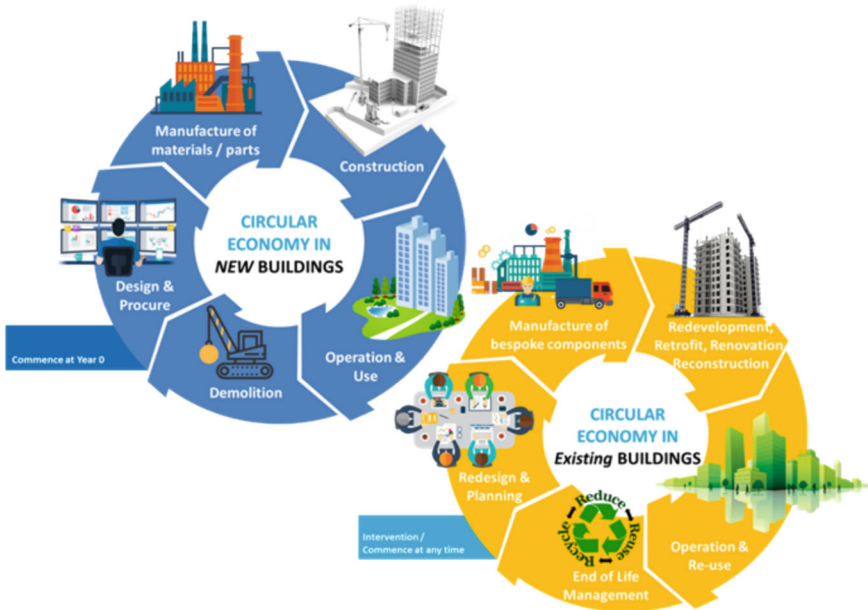 Manufacture of
materials / parts
Construction
CIRCULAR
ECONOMY IN
NEW BUILDINGS
Design &
Procure
Commence at Year 0
Operation &
Use
Demolition
Manufacture of
bespoke components
Redevelopment,
Retrofit, Renovation
Reconstruction
CIRCULAR
ECONOMY IN
Existing BUILDINGS
Redesign &
Planning
Intervention /
Commence at any time
Reduce
Reuse
Recycle
End of Life
Management
Operation &
Re-use